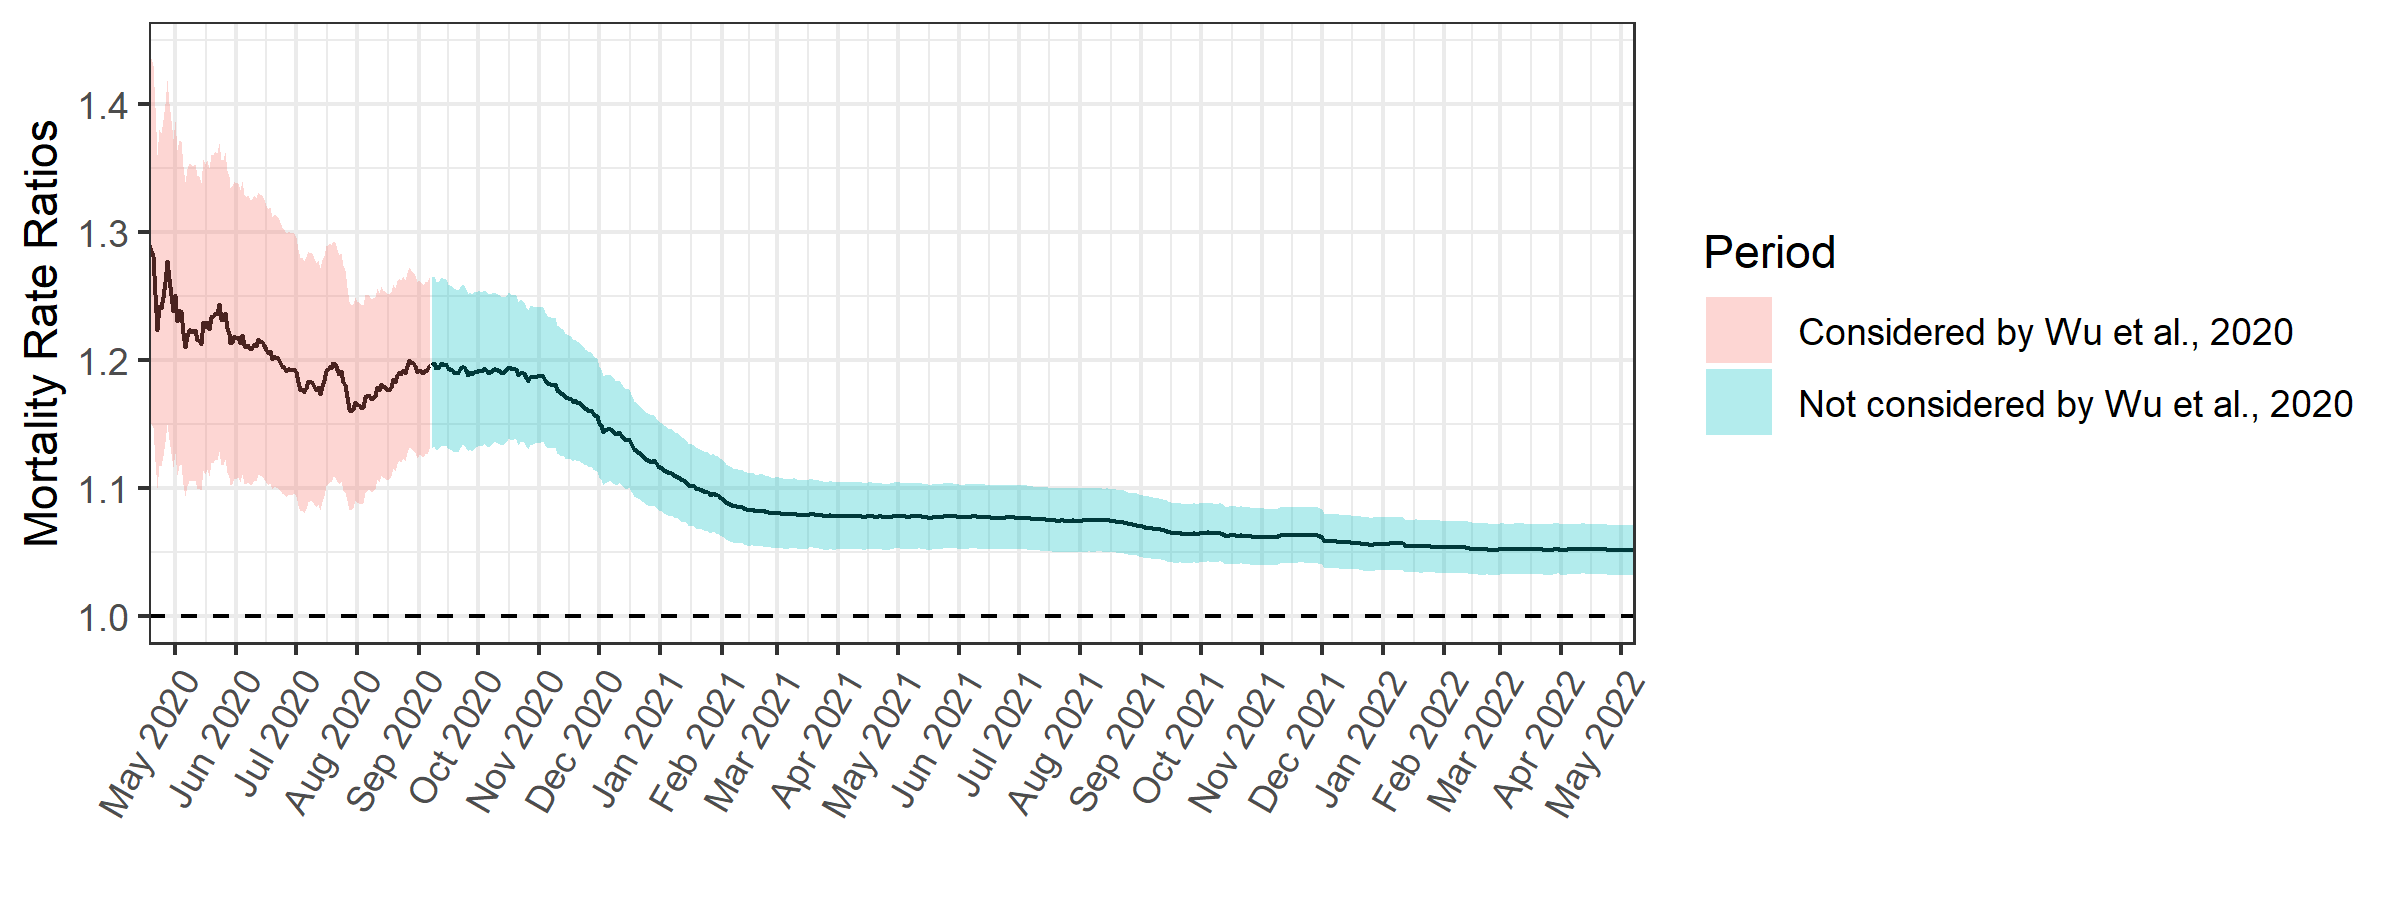 Mortality Rate Ratios
1.4
1.3
1.2
1.1
1.0
May 2020
Jun 2020
Jul 2020
Aug 2020
Sep 2020
Oct 2020
Nov 2020
Dec 2020
Jan 2021
Feb 2021
Mar 2021
Apr 2021
May 2021
Jun 2021
Jul 2021
Aug 2021
Sep 2021
Oct 2021
Nov 2021
Dec 2021
Jan 2022
Feb 2022
Mar 2022
Apr 2022
May 2022
Period
Considered by Wu et al., 2020
Not considered by Wu et al., 2020